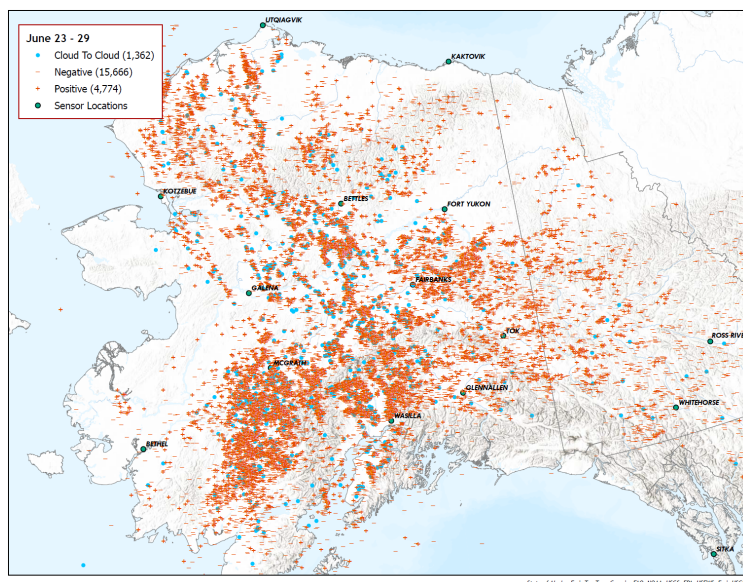 UTQIAGVIK
June 23 - 29
Cloud To Cloud (1,362)
Negative (15,666)
Positive (4,774)
Sensor Locations
KAKTOVIK
KOTZEBUE
BETTLES
FORT YUKON
GALENA
FAIRBANKS
TOK
ROSS RIVE
MCGRATH
GLENNALLEN
WHITEHORSE
WASILLA
BETHEL
SITKA